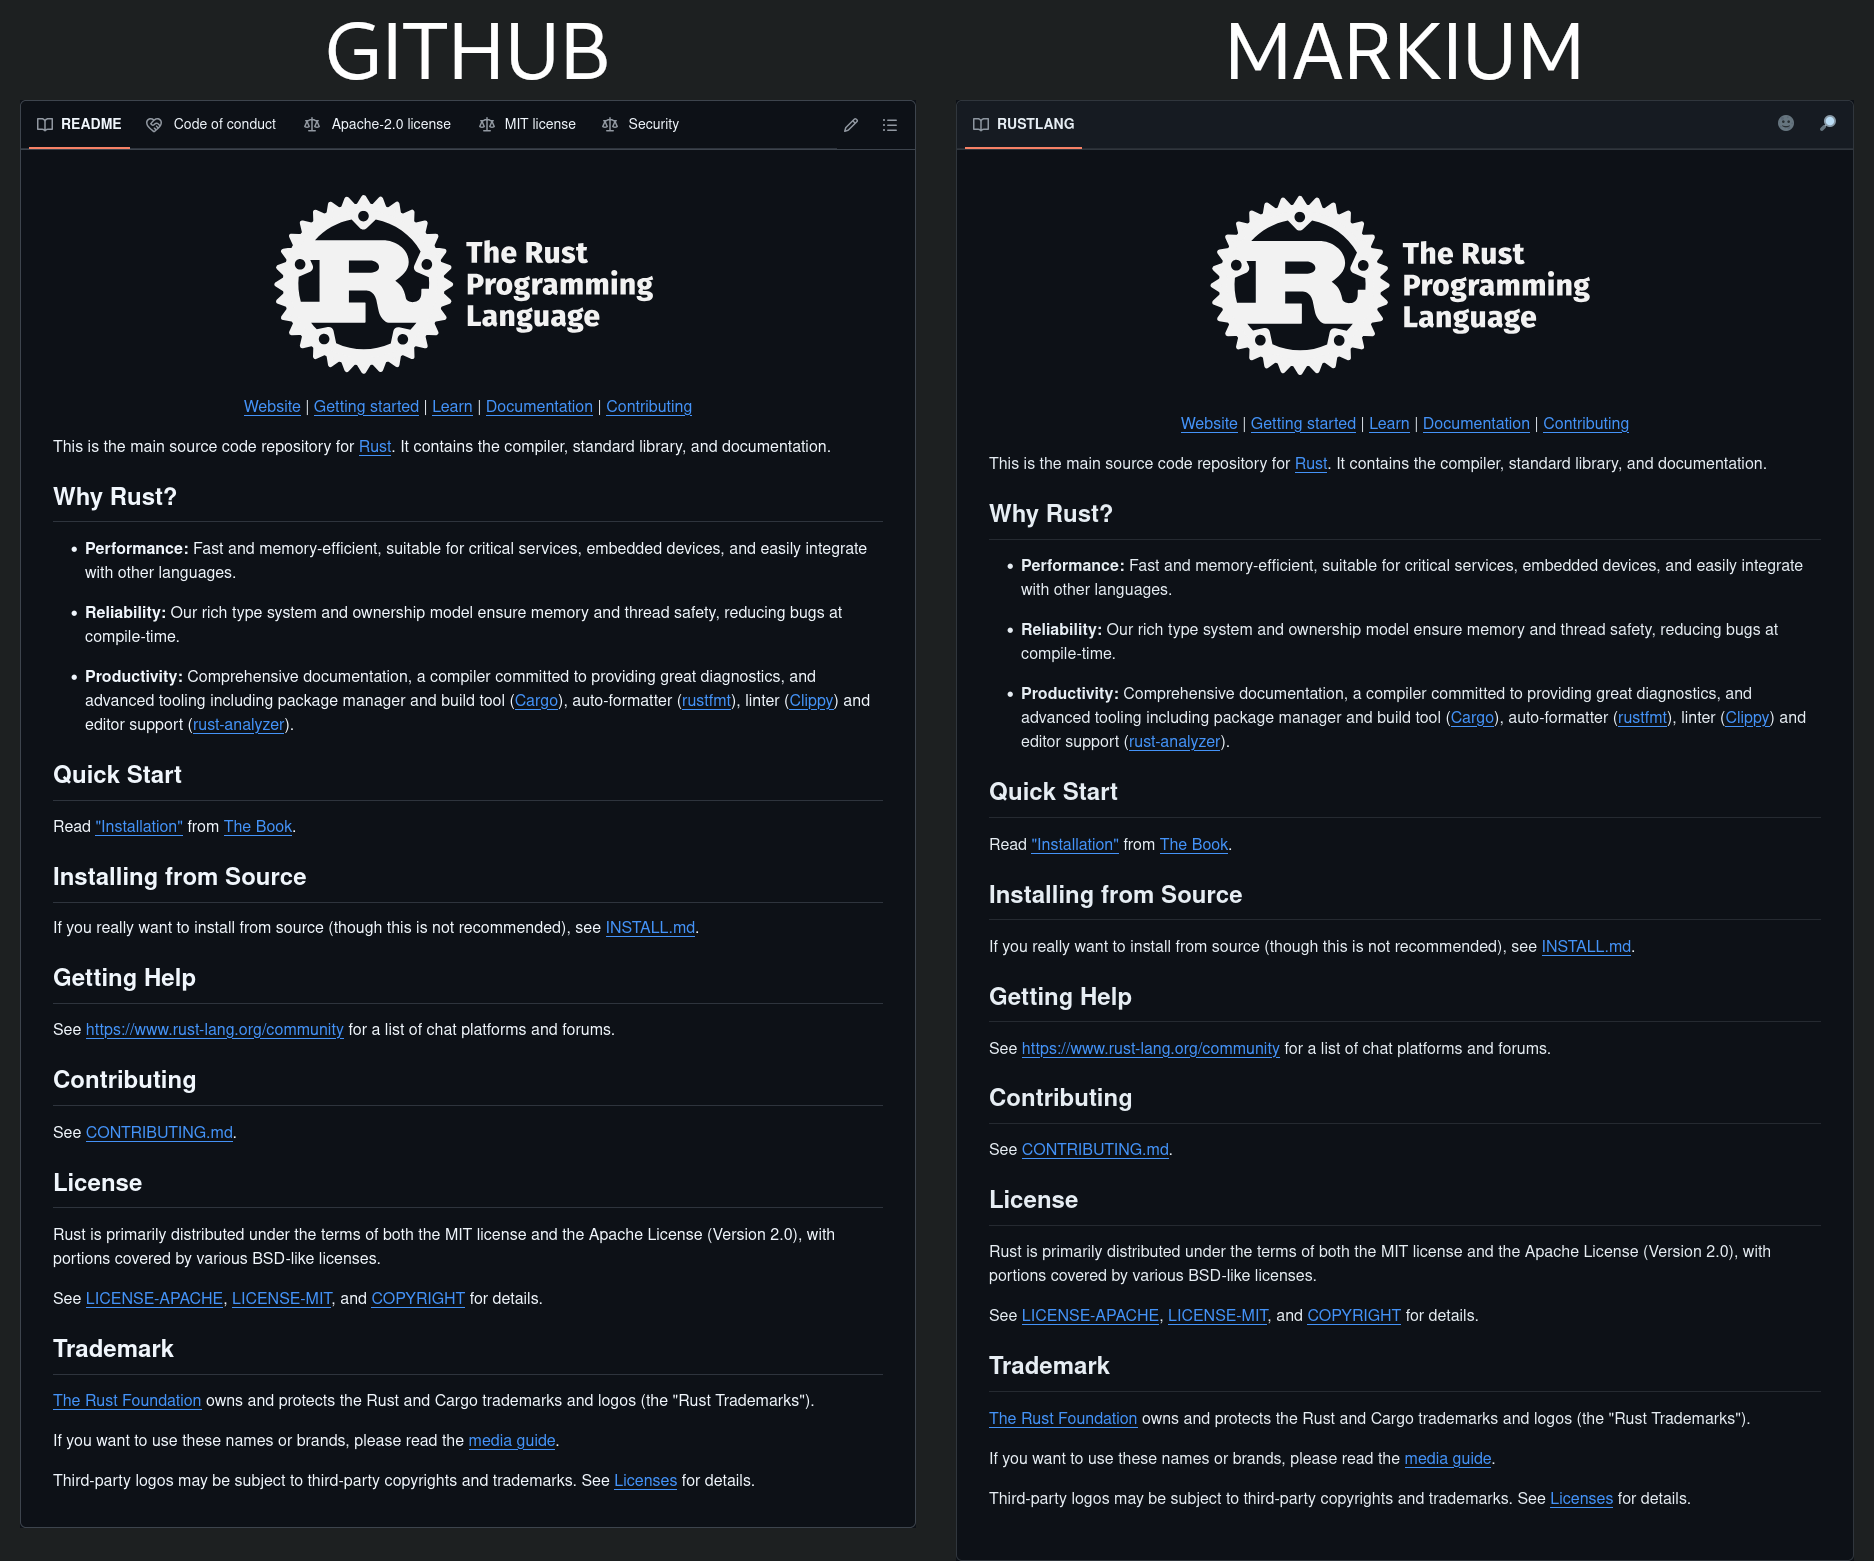 GITHUB
README Code of conduct Apache-2.0 license MIT license Security
The Rust
Programming
Language
Website | Getting started | Learn | Documentation | Contributing
This is the main source code repository for Rust. It contains the compiler, standard library, and documentation.
Why Rust?
• Performance: Fast and memory-efficient, suitable for critical services, embedded devices, and easily integrate
with other languages.
• Reliability: Our rich type system and ownership model ensure memory and thread safety, reducing bugs at
compile-time.
• Productivity: Comprehensive documentation, a compiler committed to providing great diagnostics, and
advanced tooling including package manager and build tool (Cargo), auto-formatter (rustfmt), linter (Clippy) and
editor support (rust-analyzer).
Quick Start
Read "Installation" from The Book.
Installing from Source
If you really want to install from source (though this is not recommended), see INSTALL.md.
Getting Help
See https://www.rust-lang.org/community for a list of chat platforms and forums.
Contributing
See CONTRIBUTING.md.
License
Rust is primarily distributed under the terms of both the MIT license and the Apache License (Version 2.0), with
portions covered by various BSD-like licenses.
See LICENSE-APACHE, LICENSE-MIT, and COPYRIGHT for details.
Trademark
The Rust Foundation owns and protects the Rust and Cargo trademarks and logos (the "Rust Trademarks").
If you want to use these names or brands, please read the media guide.
Third-party logos may be subject to third-party copyrights and trademarks. See Licenses for details.
MARKIUM
RUSTLANG
The Rust
Programming
Language
Website | Getting started | Learn | Documentation | Contributing
This is the main source code repository for Rust. It contains the compiler, standard library, and documentation.
Why Rust?
• Performance: Fast and memory-efficient, suitable for critical services, embedded devices, and easily integrate
with other languages.
• Reliability: Our rich type system and ownership model ensure memory and thread safety, reducing bugs at
compile-time.
• Productivity: Comprehensive documentation, a compiler committed to providing great diagnostics, and
advanced tooling including package manager and build tool (Cargo), auto-formatter (rustfmt), linter (Clippy) and
editor support (rust-analyzer).
Quick Start
Read "Installation" from The Book.
Installing from Source
If you really want to install from source (though this is not recommended), see INSTALL.md.
Getting Help
See https://www.rust-lang.org/community for a list of chat platforms and forums.
Contributing
See CONTRIBUTING.md.
License
Rust is primarily distributed under the terms of both the MIT license and the Apache License (Version 2.0), with
portions covered by various BSD-like licenses.
See LICENSE-APACHE, LICENSE-MIT, and COPYRIGHT for details.
Trademark
The Rust Foundation owns and protects the Rust and Cargo trademarks and logos (the "Rust Trademarks").
If you want to use these names or brands, please read the media guide.
Third-party logos may be subject to third-party copyrights and trademarks. See Licenses for details.